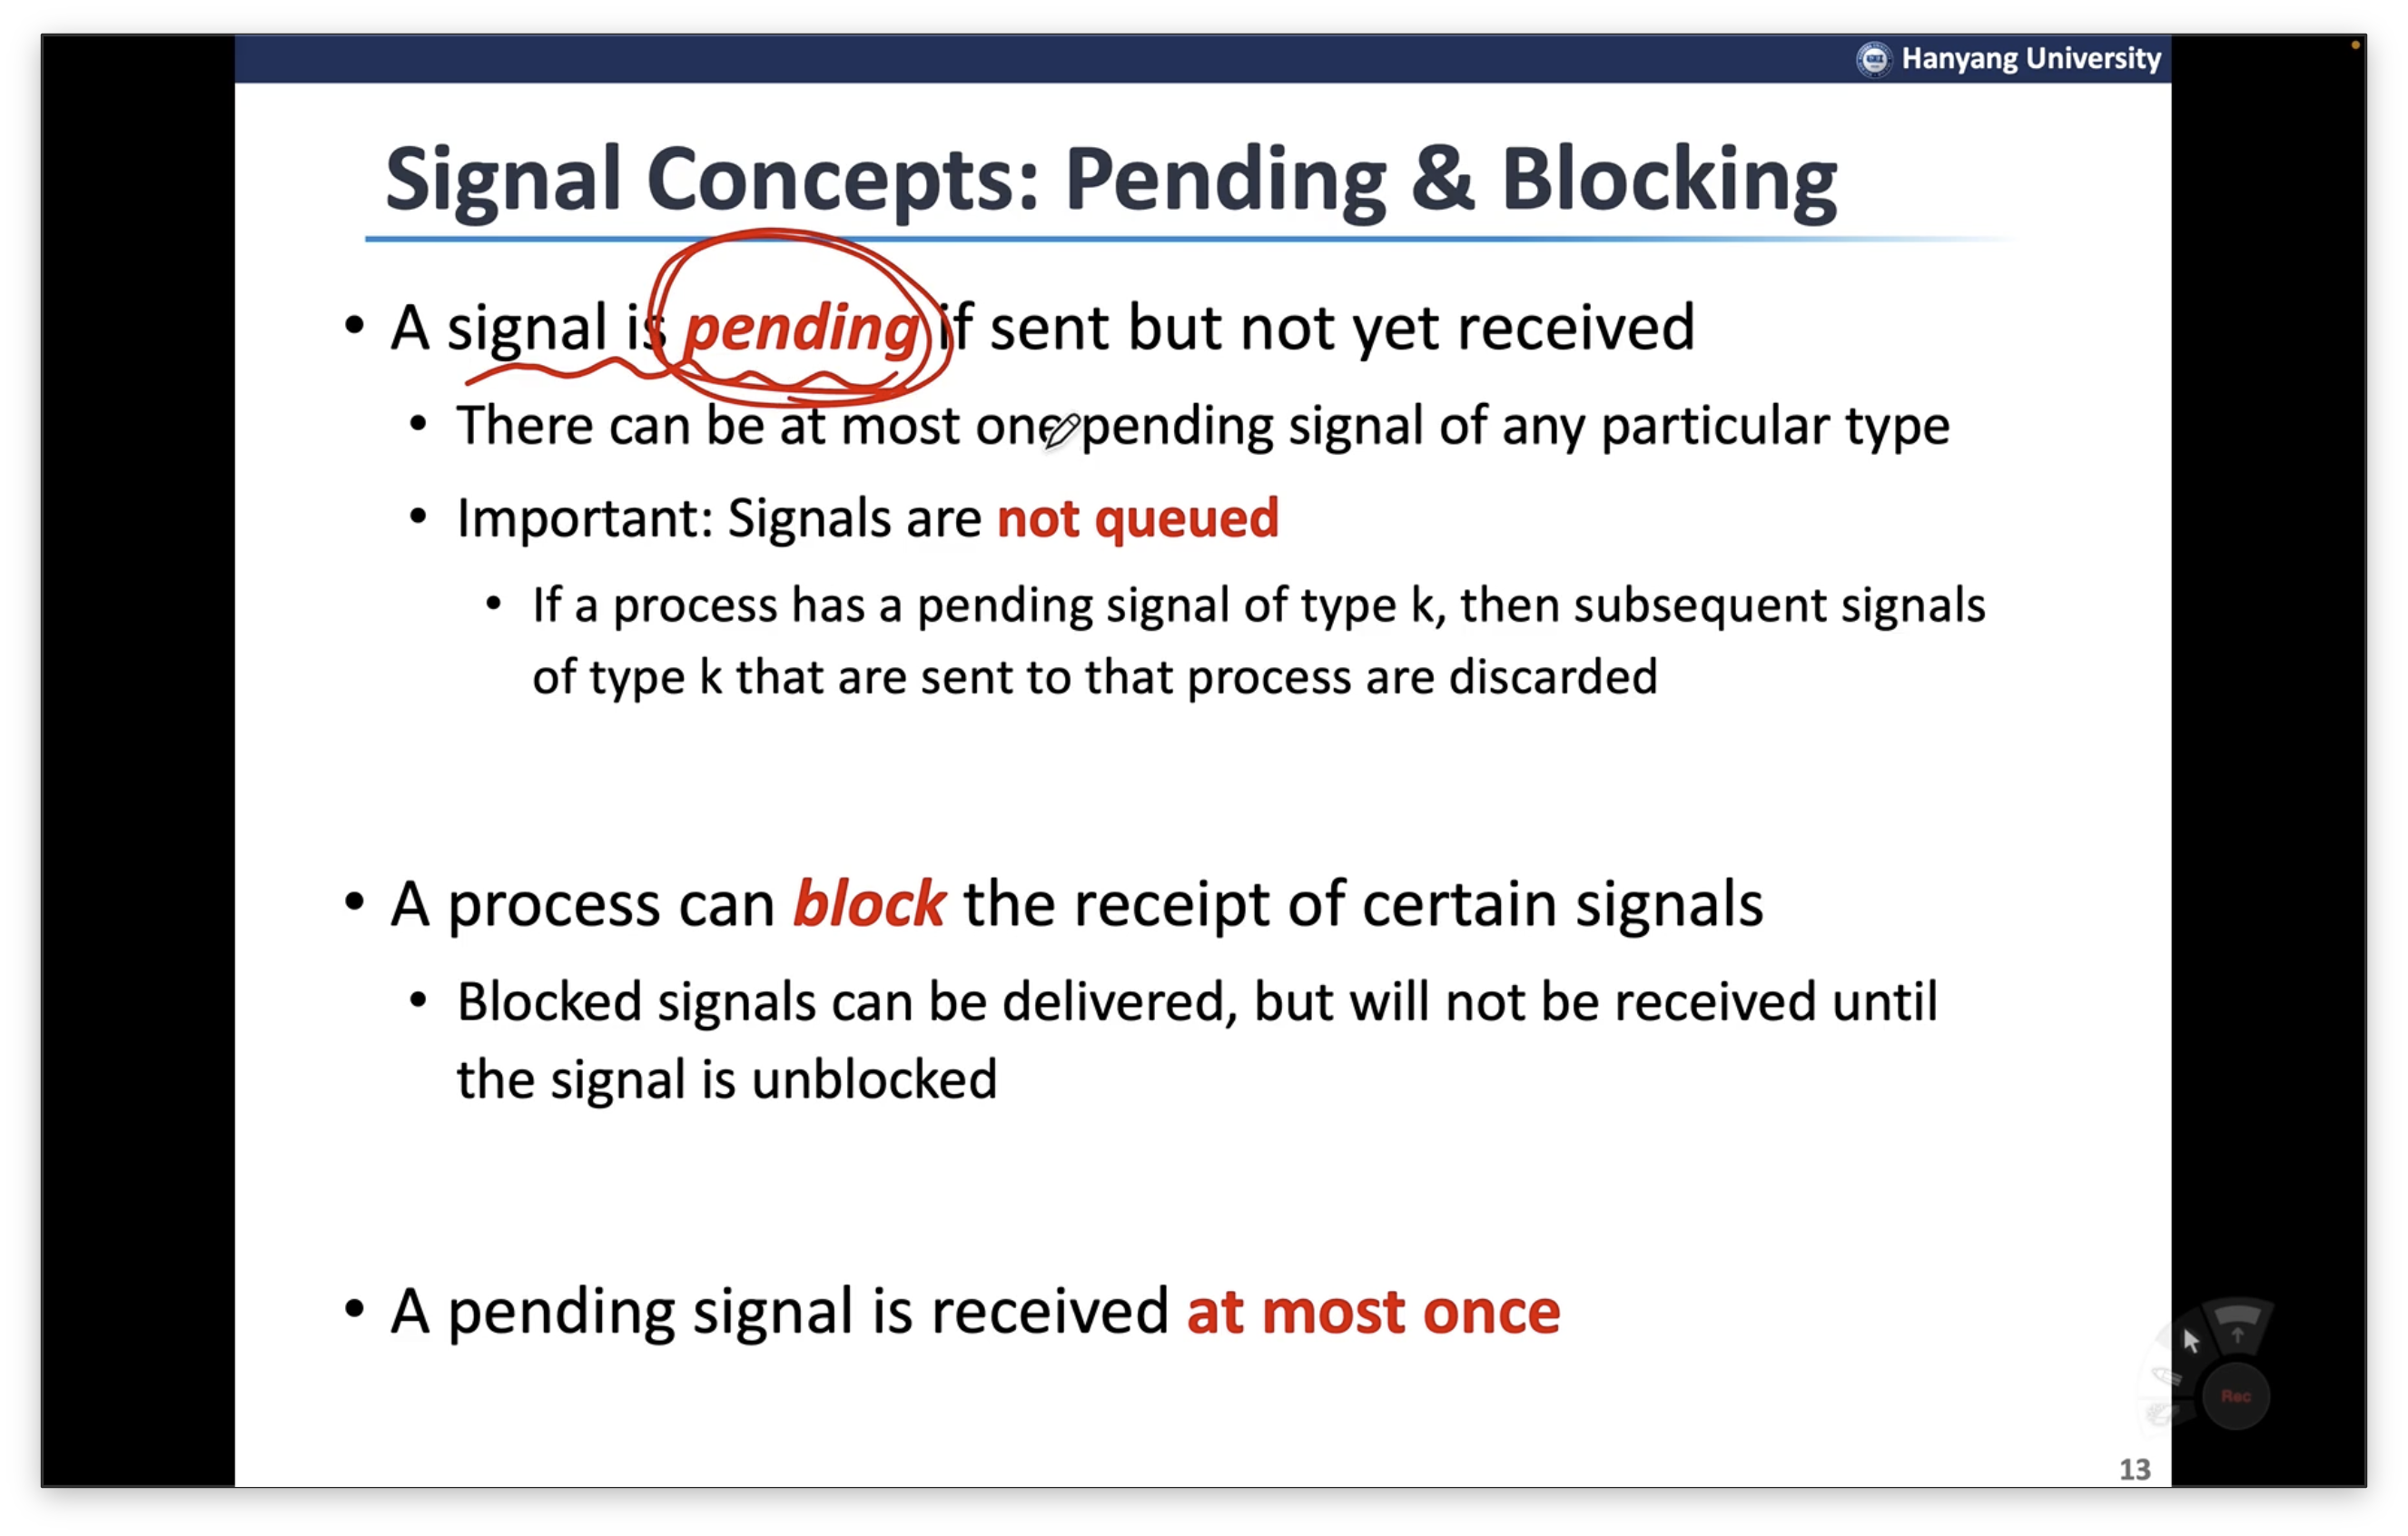 Hanyang University
Signal Concepts: Pending & Blocking
• A signal is pending if sent but not yet received
• There can be at most one pending signal of any particular type
• Important: Signals are not queued
• If a process has a pending signal of type k, then subsequent signals
of type k that are sent to that process are discarded
• A process can block the receipt of certain signals
• Blocked signals can be delivered, but will not be received until
the signal is unblocked
• A pending signal is received at most once
Rec
13